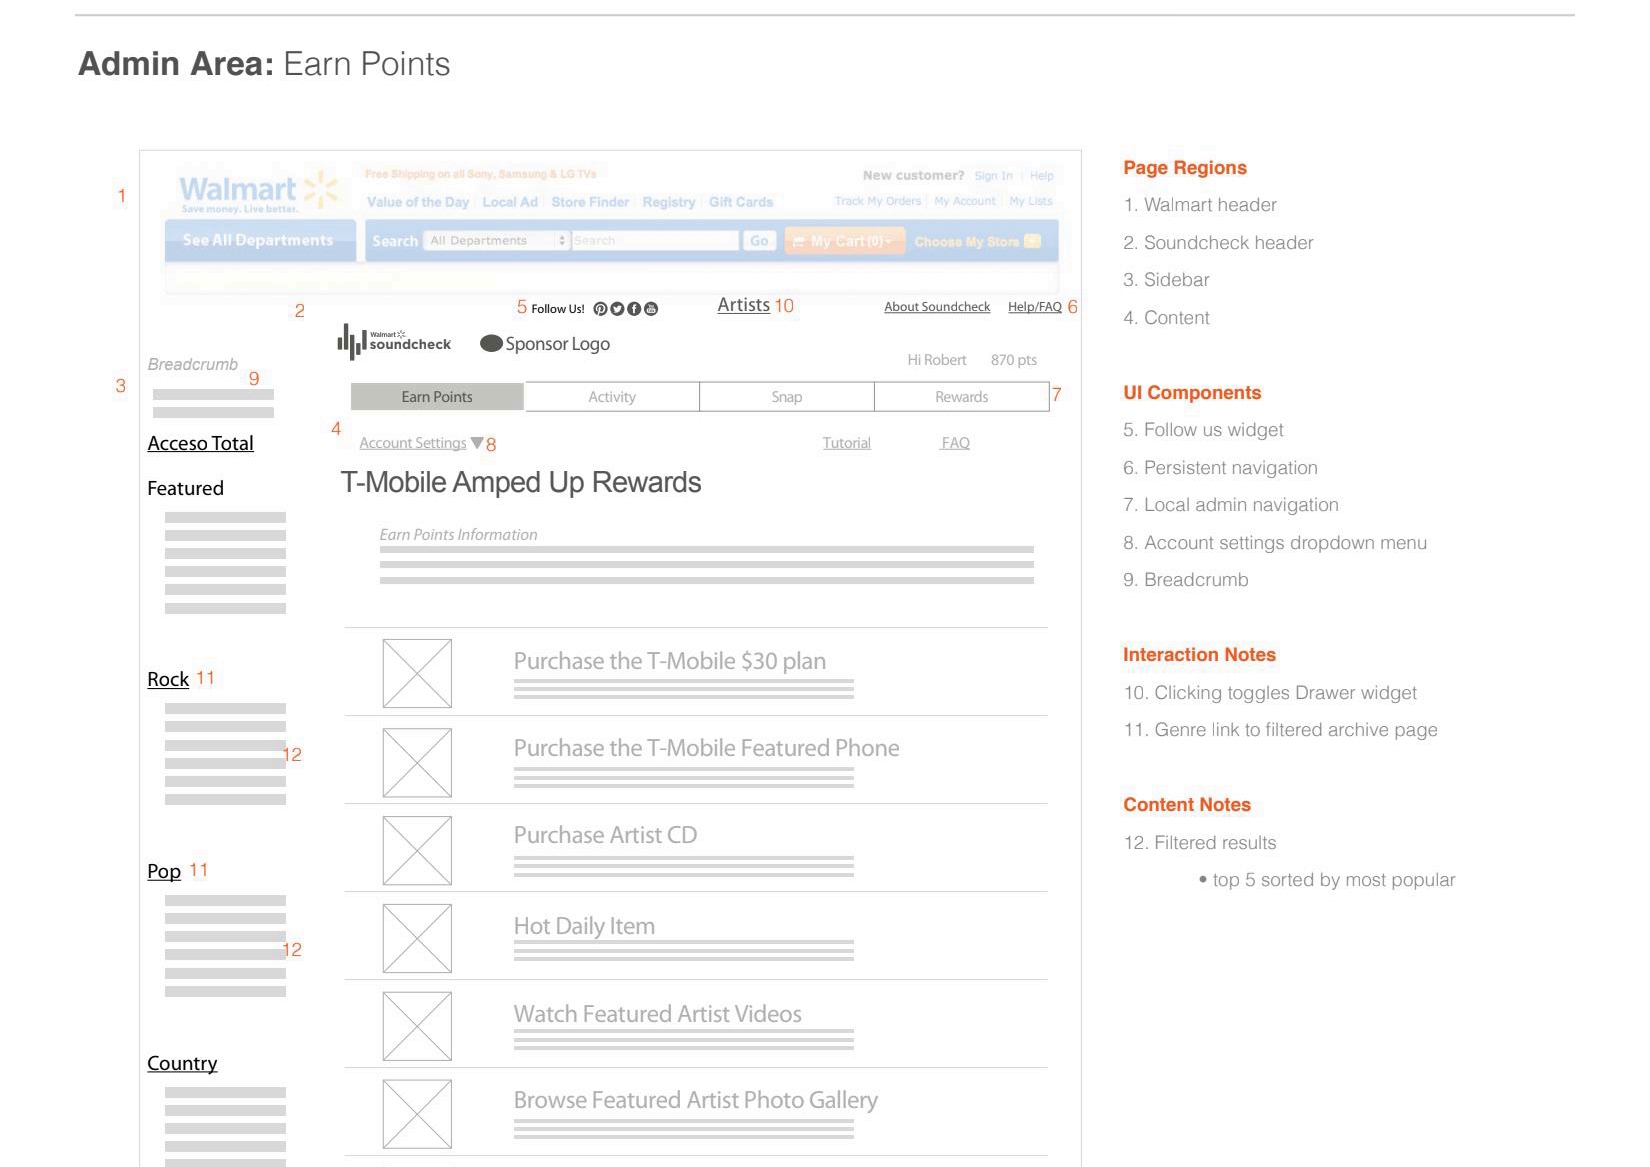 Admin Area: Earn Points
1
Walmart
Save money. Live better.
Free Shipping on all Sony, Samsung & LG TVs
New customer? Sign In | Help
Value of the Day Local Ad Store Finder Registry Gift Cards
Track My Orders | My Account | My Lists
See All Departments
Search All Departments Search Go My Cart (0) Choose My Store
2
5 Follow Us!
Artists 10
About Soundcheck Help/FAQ 6
Walmart
soundcheck
Sponsor Logo
Hi Robert 870 pts
3
Breadcrumb
9
Earn Points Activity Snap Rewards 7
4
Account Settings 8
Tutorial FAQ
Acceso Total
T-Mobile Amped Up Rewards
Featured
Earn Points Information
Purchase the T-Mobile $30 plan
Rock 11
12
Purchase the T-Mobile Featured Phone
Purchase Artist CD
Pop 11
12
Hot Daily Item
Watch Featured Artist Videos
Country
Browse Featured Artist Photo Gallery
Page Regions
1. Walmart header
2. Soundcheck header
3. Sidebar
4. Content
UI Components
5. Follow us widget
6. Persistent navigation
7. Local admin navigation
8. Account settings dropdown menu
9. Breadcrumb
Interaction Notes
10. Clicking toggles Drawer widget
11. Genre link to filtered archive page
Content Notes
12. Filtered results
• top 5 sorted by most popular